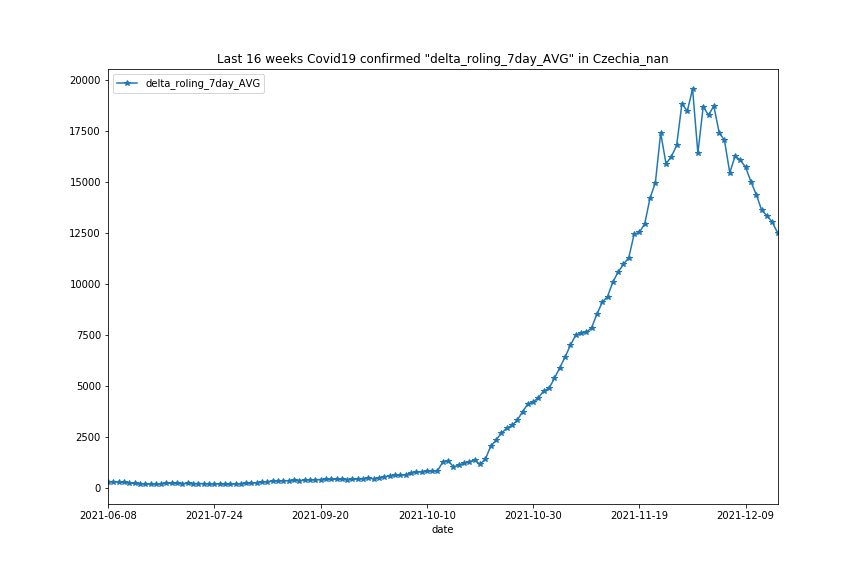 Last 16 weeks Covid19 confirmed "delta_roling_7day_AVG" in Czechia_nan
delta_roling_7day_AVG
20000
17500
15000
12500
10000
7500
5000
2500
0
2021-06-08 2021-07-24 2021-09-20 2021-10-10 2021-10-30 2021-11-19 2021-12-09
date